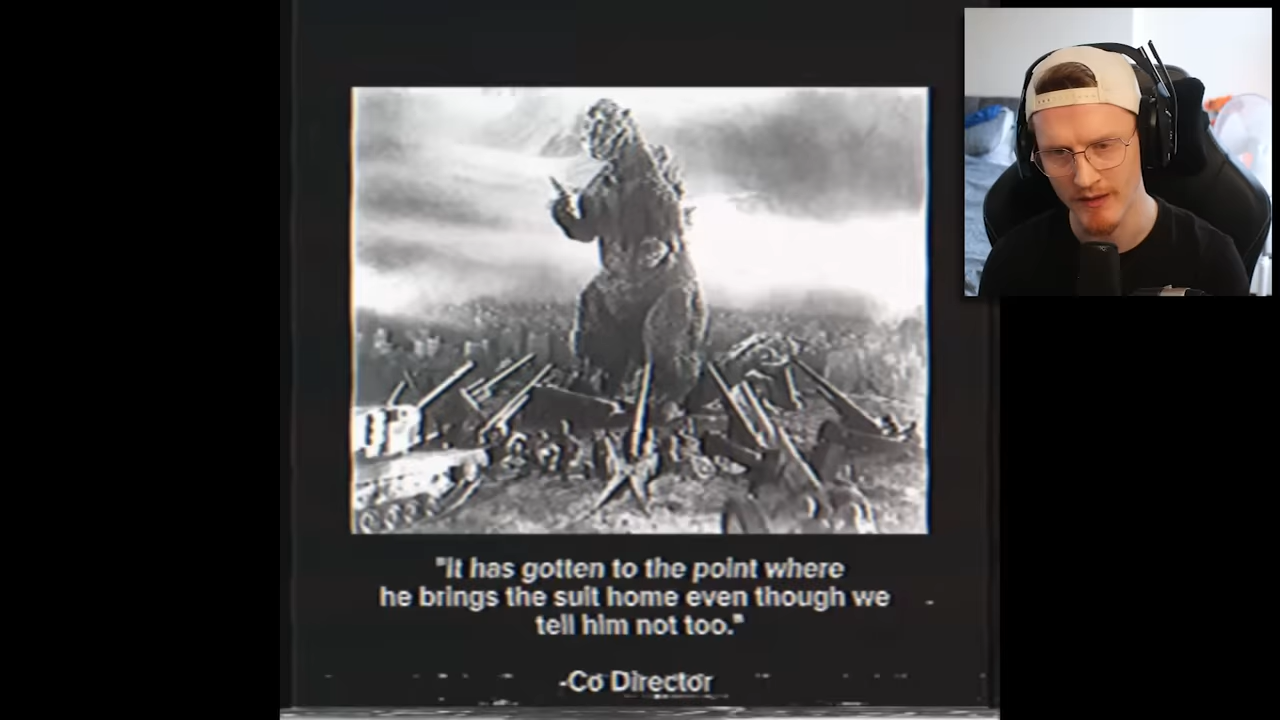 "It has gotten to the point where
he brings the suit home even though we
tell him not too."
-Co Director